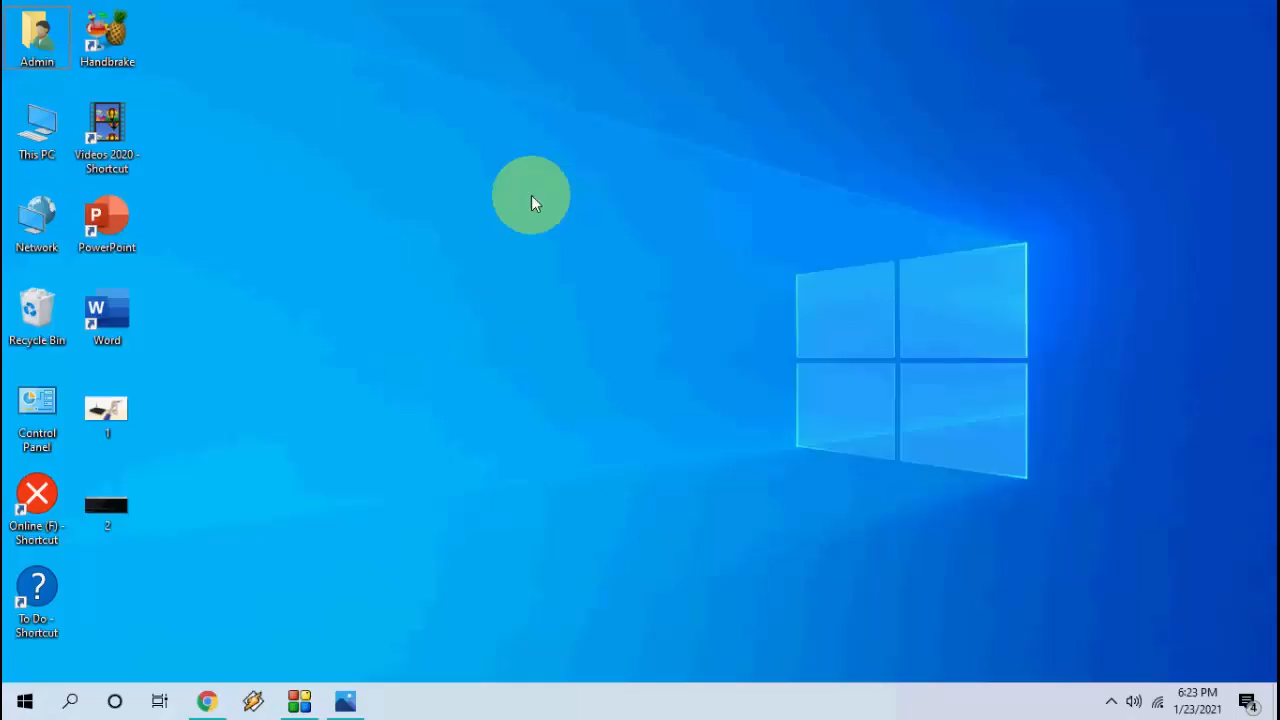 Admin
Handbrake
This PC
Videos 2020 -
Shortcut
Network
PowerPoint
Recycle Bin
Word
Control
Panel
1
Online (F) -
Shortcut
2
To Do -
Shortcut
6:23 PM
1/23/2021
4